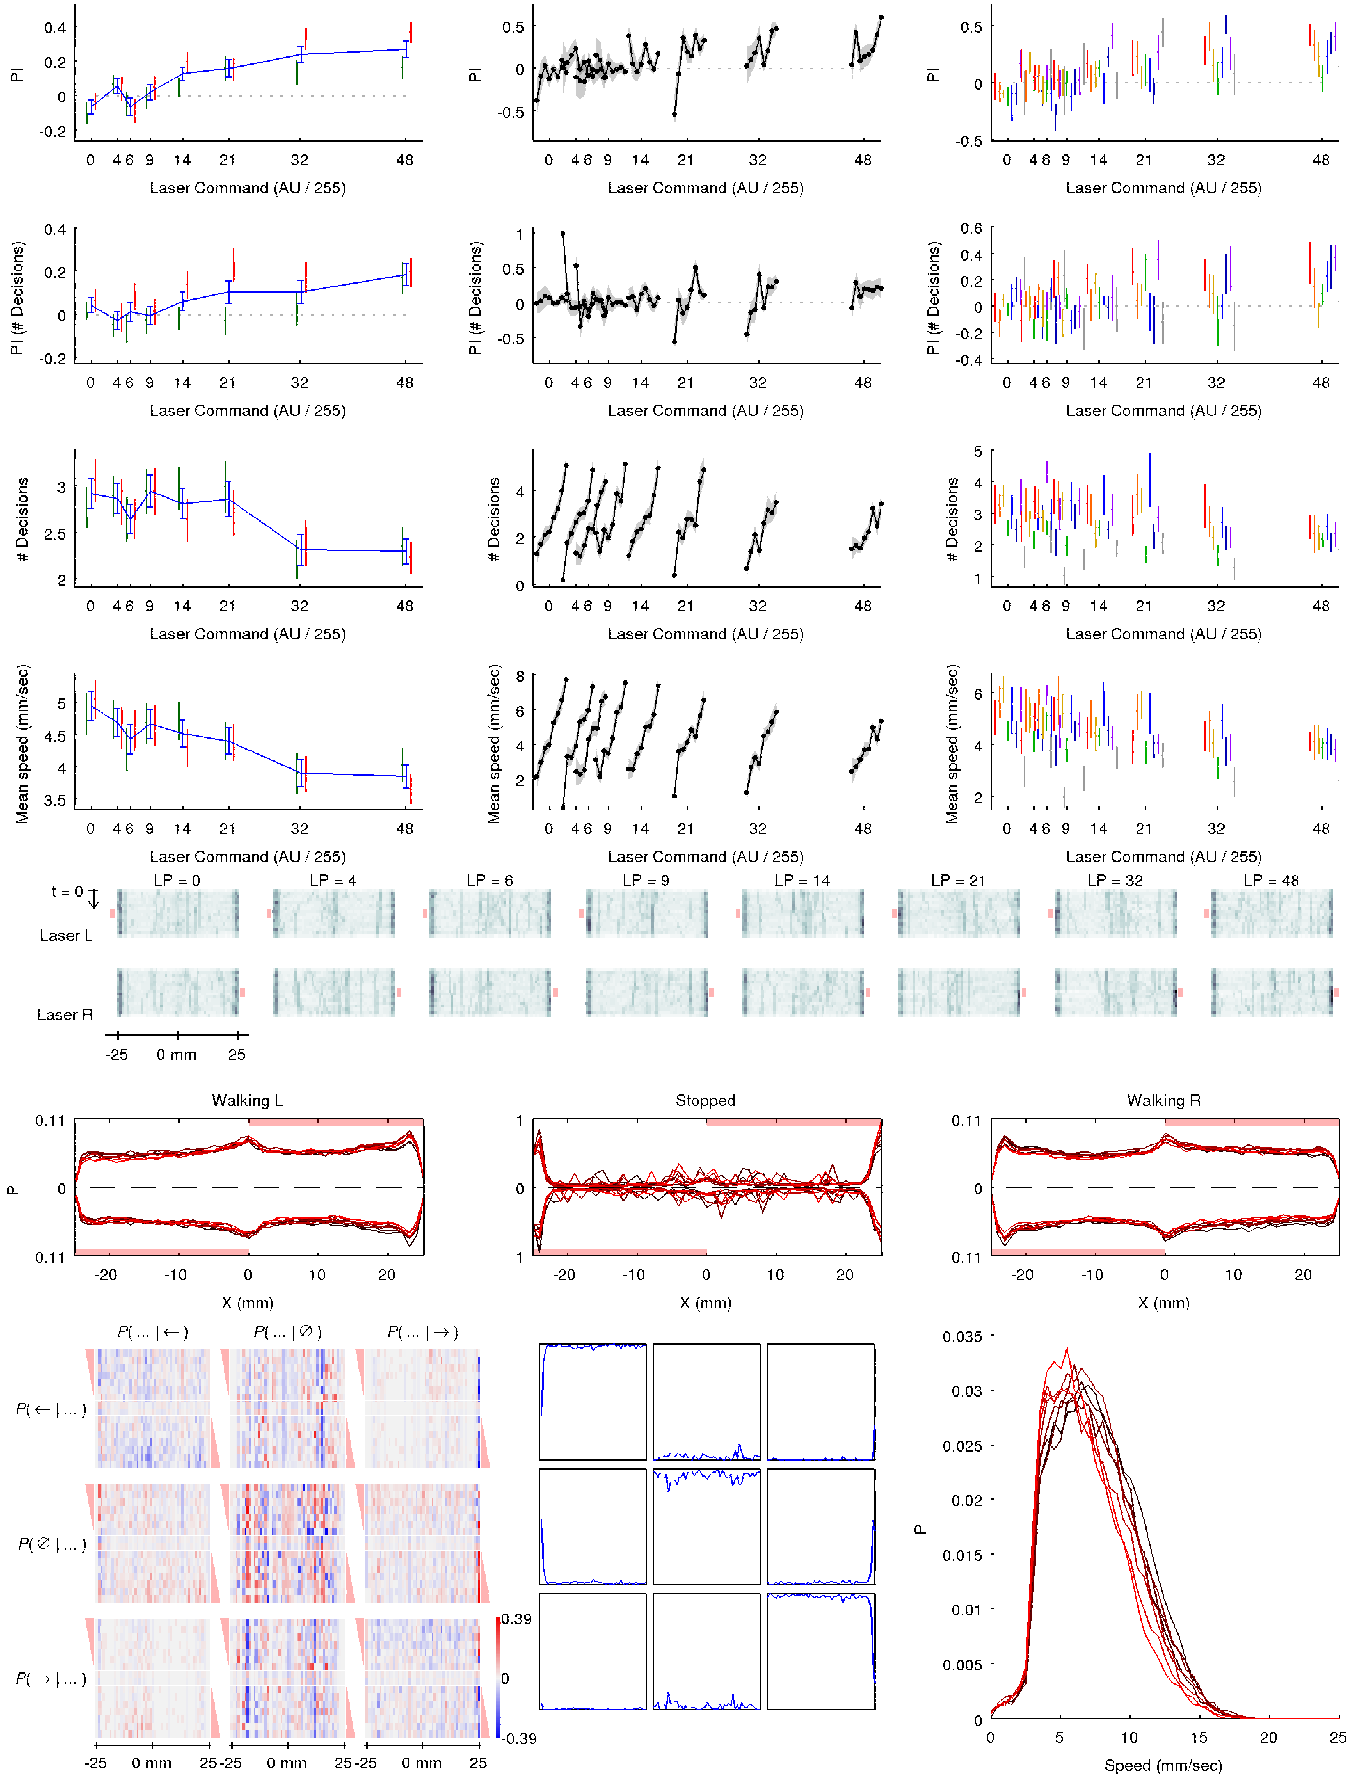 0.4
0.2
0
-0.2
PI
0 4 6 9 14 21 32 48
Laser Command (AU / 255)
0.5
0
-0.5
PI
0 4 6 9 14 21 32 48
Laser Command (AU / 255)
0.5
0
-0.5
PI
0 4 6 9 14 21 32 48
Laser Command (AU / 255)
0.4
0.2
0
-0.2
PI (# Decisions)
0 4 6 9 14 21 32 48
Laser Command (AU / 255)
1
0.5
0
-0.5
PI (# Decisions)
0 4 6 9 14 21 32 48
Laser Command (AU / 255)
0.6
0.4
0.2
0
-0.2
-0.4
PI (# Decisions)
0 4 6 9 14 21 32 48
Laser Command (AU / 255)
3
2.5
2
# Decisions
0 4 6 9 14 21 32 48
Laser Command (AU / 255)
4
2
0
# Decisions
0 4 6 9 14 21 32 48
Laser Command (AU / 255)
5
4
3
2
1
# Decisions
0 4 6 9 14 21 32 48
Laser Command (AU / 255)
5
4.5
4
3.5
Mean speed (mm/sec)
0 4 6 9 14 21 32 48
Laser Command (AU / 255)
8
6
4
2
Mean speed (mm/sec)
0 4 6 9 14 21 32 48
Laser Command (AU / 255)
6
4
2
Mean speed (mm/sec)
0 4 6 9 14 21 32 48
Laser Command (AU / 255)
LP = 0 LP = 4 LP = 6 LP = 9 LP = 14 LP = 21 LP = 32 LP = 48
t = 0
Laser L
Laser R
-25 0 mm 25
Walking L
0.11
0
0.11
P
-20 -10 0 10 20
X (mm)
Stopped
1
0
1
-20 -10 0 10 20
X (mm)
Walking R
0.11
0
0.11
-20 -10 0 10 20
X (mm)
P( ... | ← ) P( ... | ∅ ) P( ... | → )
P( ← | ... )
P( ∅ | ... )
P( → | ... )
0.39
0
-0.39
-25 0 mm 25 -25 0 mm 25 -25 0 mm 25
0.035
0.03
0.025
0.02
0.015
0.01
0.005
0
P
0 5 10 15 20 25
Speed (mm/sec)